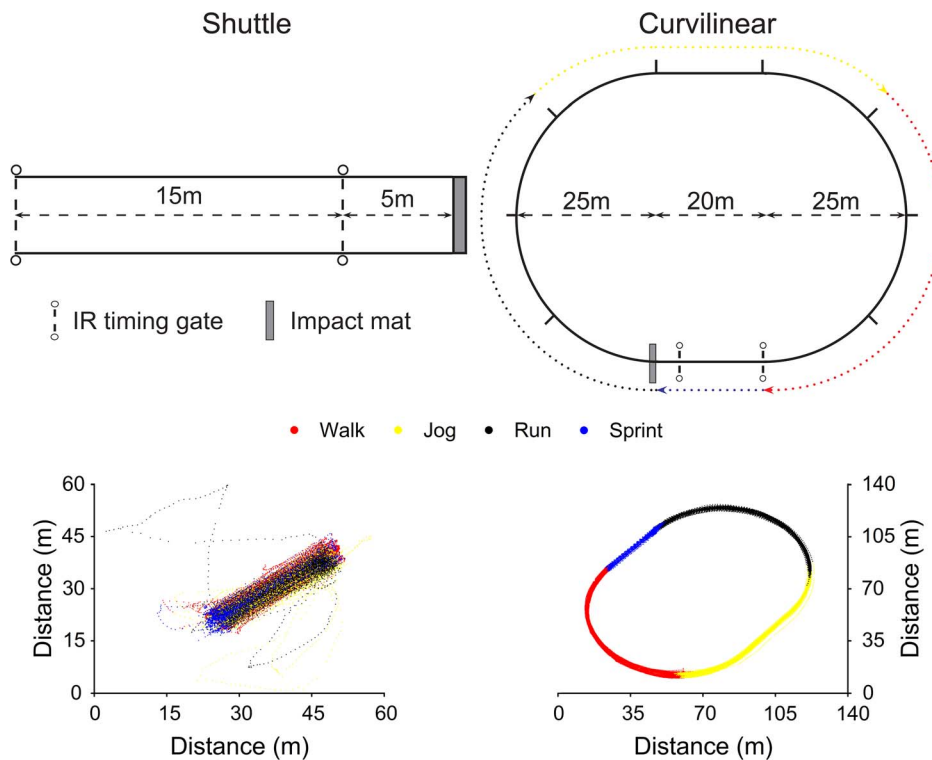 Shuttle
Curvilinear
15m
5m
25m
20m
25m
IR timing gate
Impact mat
Walk
Jog
Run
Sprint
60
45
30
15
0
Distance (m)
0
15
30
45
60
Distance (m)
140
105
70
35
0
Distance (m)
0
35
70
105
140
Distance (m)